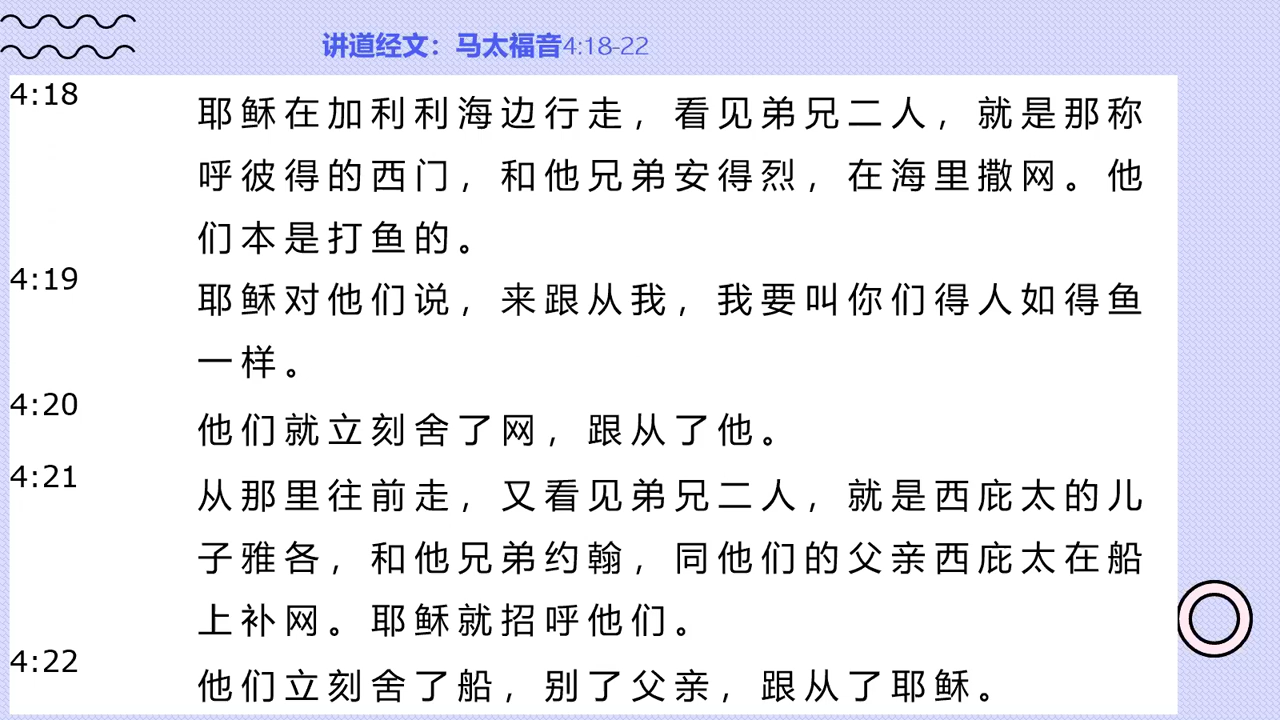 讲道经文：马太福音4:18-22
4:18
耶稣在加利利海边行走，看见弟兄二人，就是那称
呼彼得的西门，和他兄弟安得烈，在海里撒网。他
们本是打鱼的。
4:19
耶稣对他们说，来跟从我，我要叫你们得人如得鱼
一样。
4:20
他们就立刻舍了网，跟从了他。
4:21
从那里往前走，又看见弟兄二人，就是西庇太的儿
子雅各，和他兄弟约翰，同他们的父亲西庇太在船
上补网。耶稣就招呼他们。
4:22
他们立刻舍了船，别了父亲，跟从了耶稣。